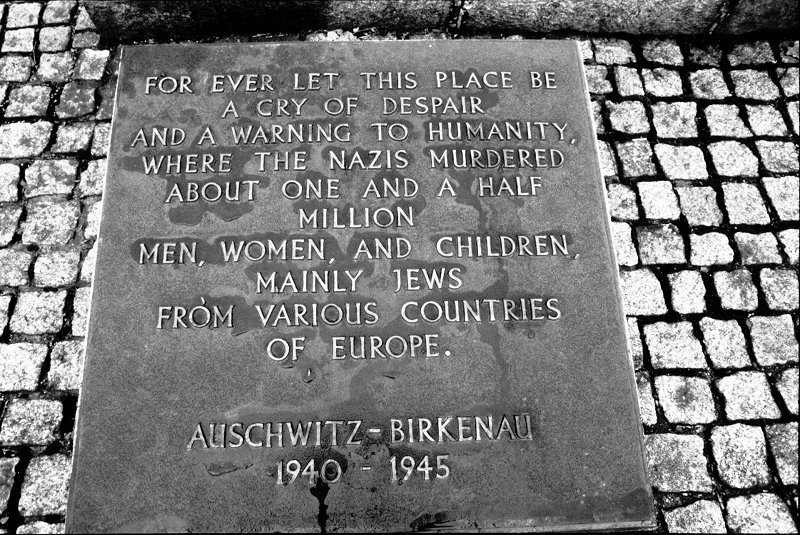 FOR EVER LET THIS PLACE BE
A CRY OF DESPAIR
AND A WARNING TO HUMANITY,
WHERE THE NAZIS MURDERED
ABOUT ONE AND A HALF
MILLION
MEN, WOMEN, AND CHILDREN,
MAINLY JEWS
FROM VARIOUS COUNTRIES
OF EUROPE.
AUSCHWITZ - BIRKENAU
1940 - 1945